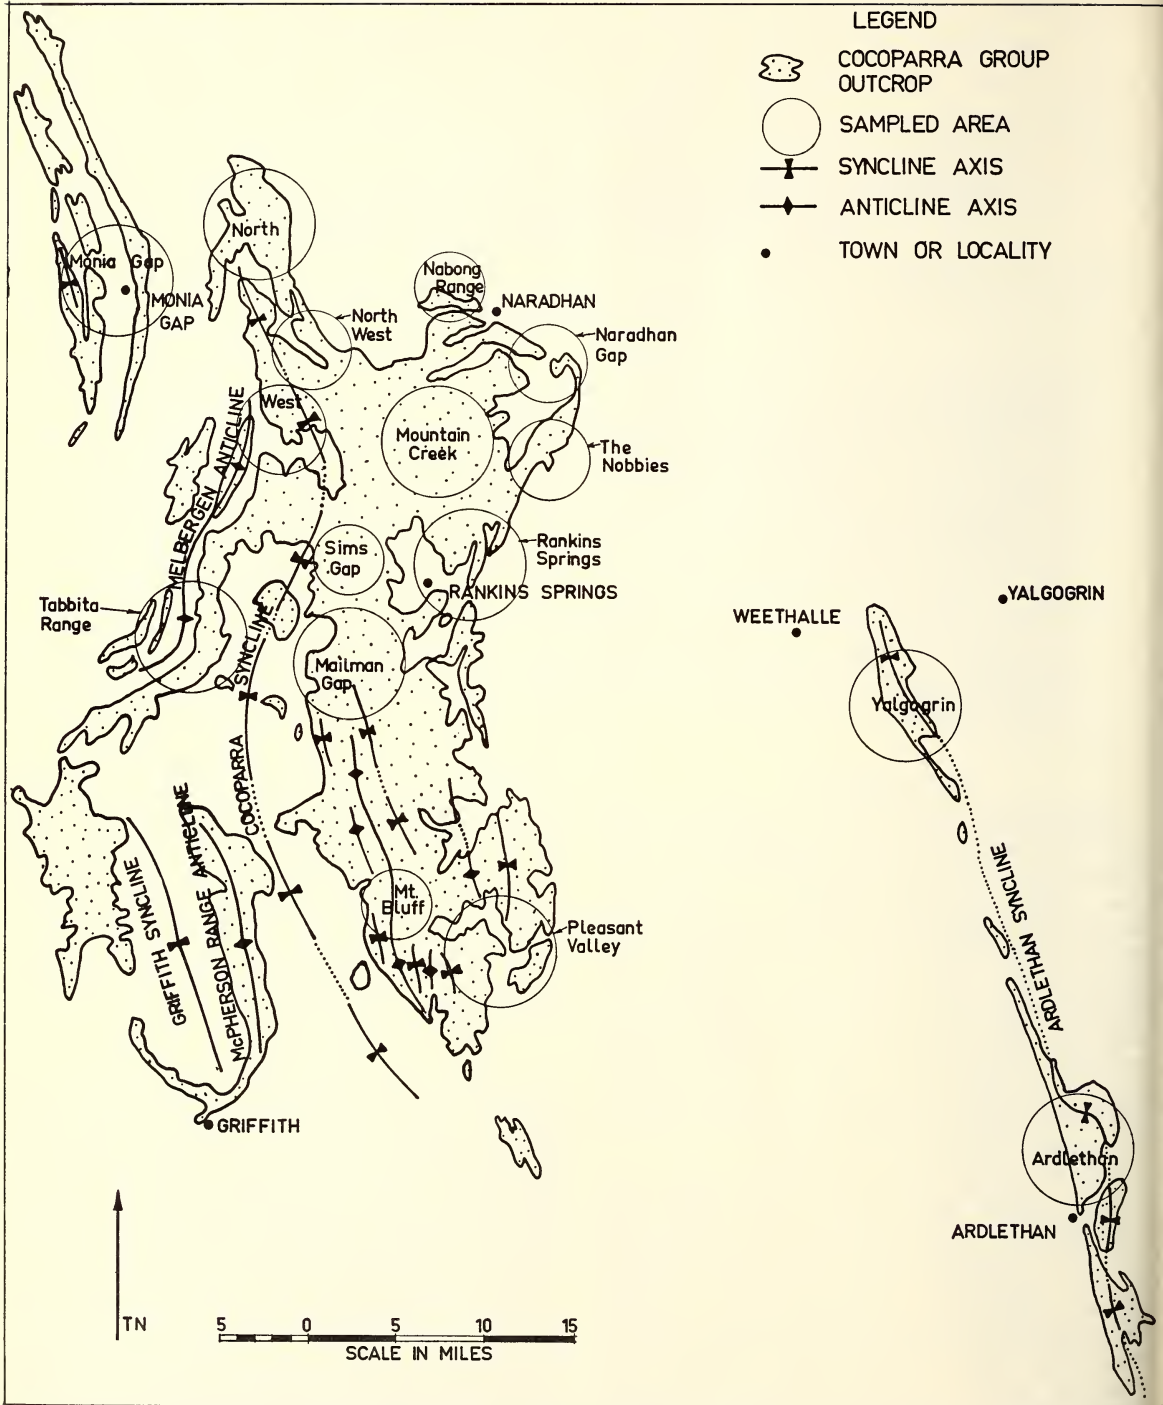 LEGEND
COCOPARRA GROUP
OUTCROP
SAMPLED AREA
SYNCLINE AXIS
ANTICLINE AXIS
TOWN OR LOCALITY
North
Monia Gap
MONIA
GAP
Nabong
Range
NARADHAN
North
West
Naradhan
Gap
West
Mountain
Creek
The
Nobbies
MELBERGEN ANTICLINE
Sims
Gap
Rankins
Springs
RANKINS SPRINGS
Tabbita
Range
YALGOGRIN
WEETHALLE
Mailman
Gap
Yalgogrin
COCOPARRA SYNCLINE
GRIFFITH SYNCLINE
McPHERSON RANGE ANTICLINE
Mt.
Bluff
Pleasant
Valley
ARDLETHAN SYNCLINE
GRIFFITH
Ardlethan
ARDLETHAN
TN
5 0 5 10 15
SCALE IN MILES